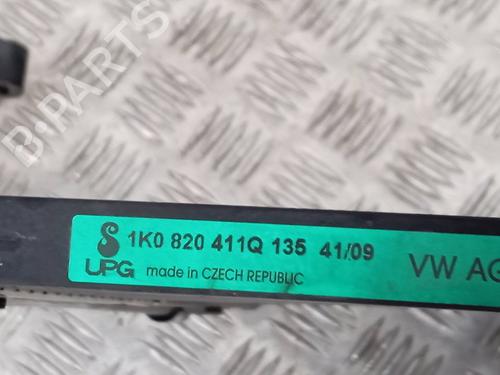 B-PARTS
1K0 820 411Q 135 41/09
UPG made in CZECH REPUBLIC
VW AG